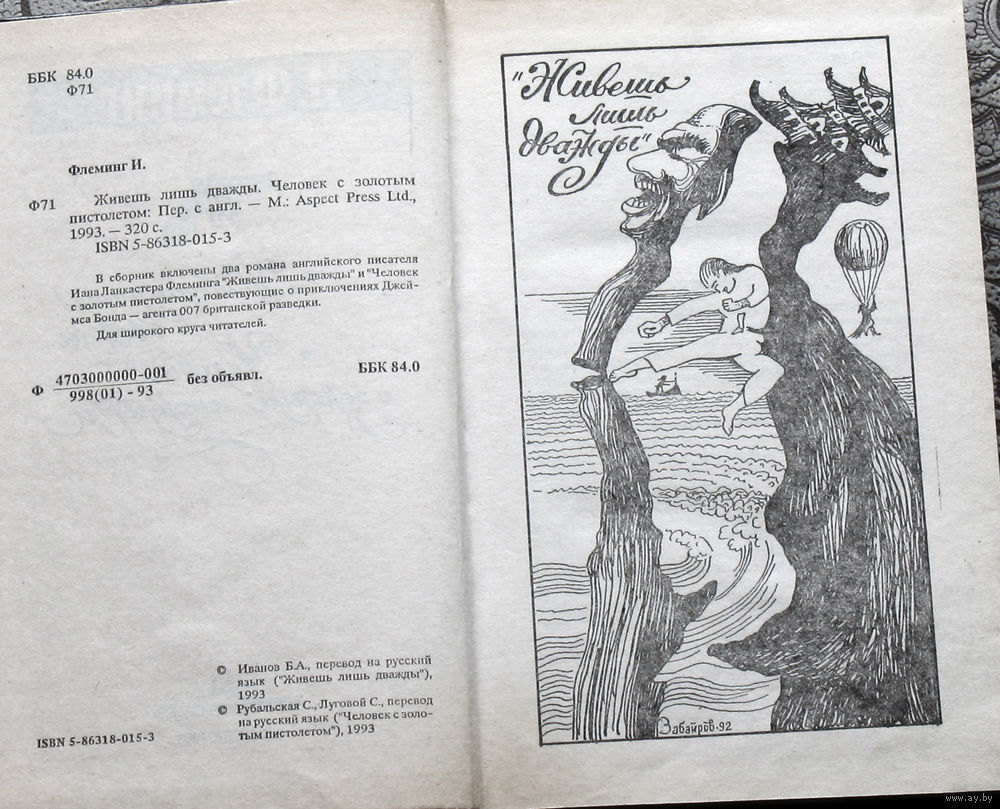 ББК 84.0
Ф71
Флеминг И.
Ф71 Живешь лишь дважды. Человек с золотым
пистолетом: Пер. с англ. — М.: Aspect Press Ltd.,
1993. — 320 с.
ISBN 5-86318-015-3
В сборник включены два романа английского писателя
Иана Ланкастера Флеминга "Живешь лишь дважды" и "Человек
с золотым пистолетом", повествующие о приключениях Джей-
мса Бонда — агента 007 британской разведки.
Для широкого круга читателей.
Ф 4703000000-001 без объявл. ББК 84.0
998(01) - 93
© Иванов Б.А., перевод на русский
язык ("Живешь лишь дважды"),
1993
© Рубальская С., Луговой С., перевод
на русский язык ("Человек с золо-
тым пистолетом"), 1993
ISBN 5-86318-015-3
"Живешь
лишь
дважды"
Забайров-92
www.ay.by